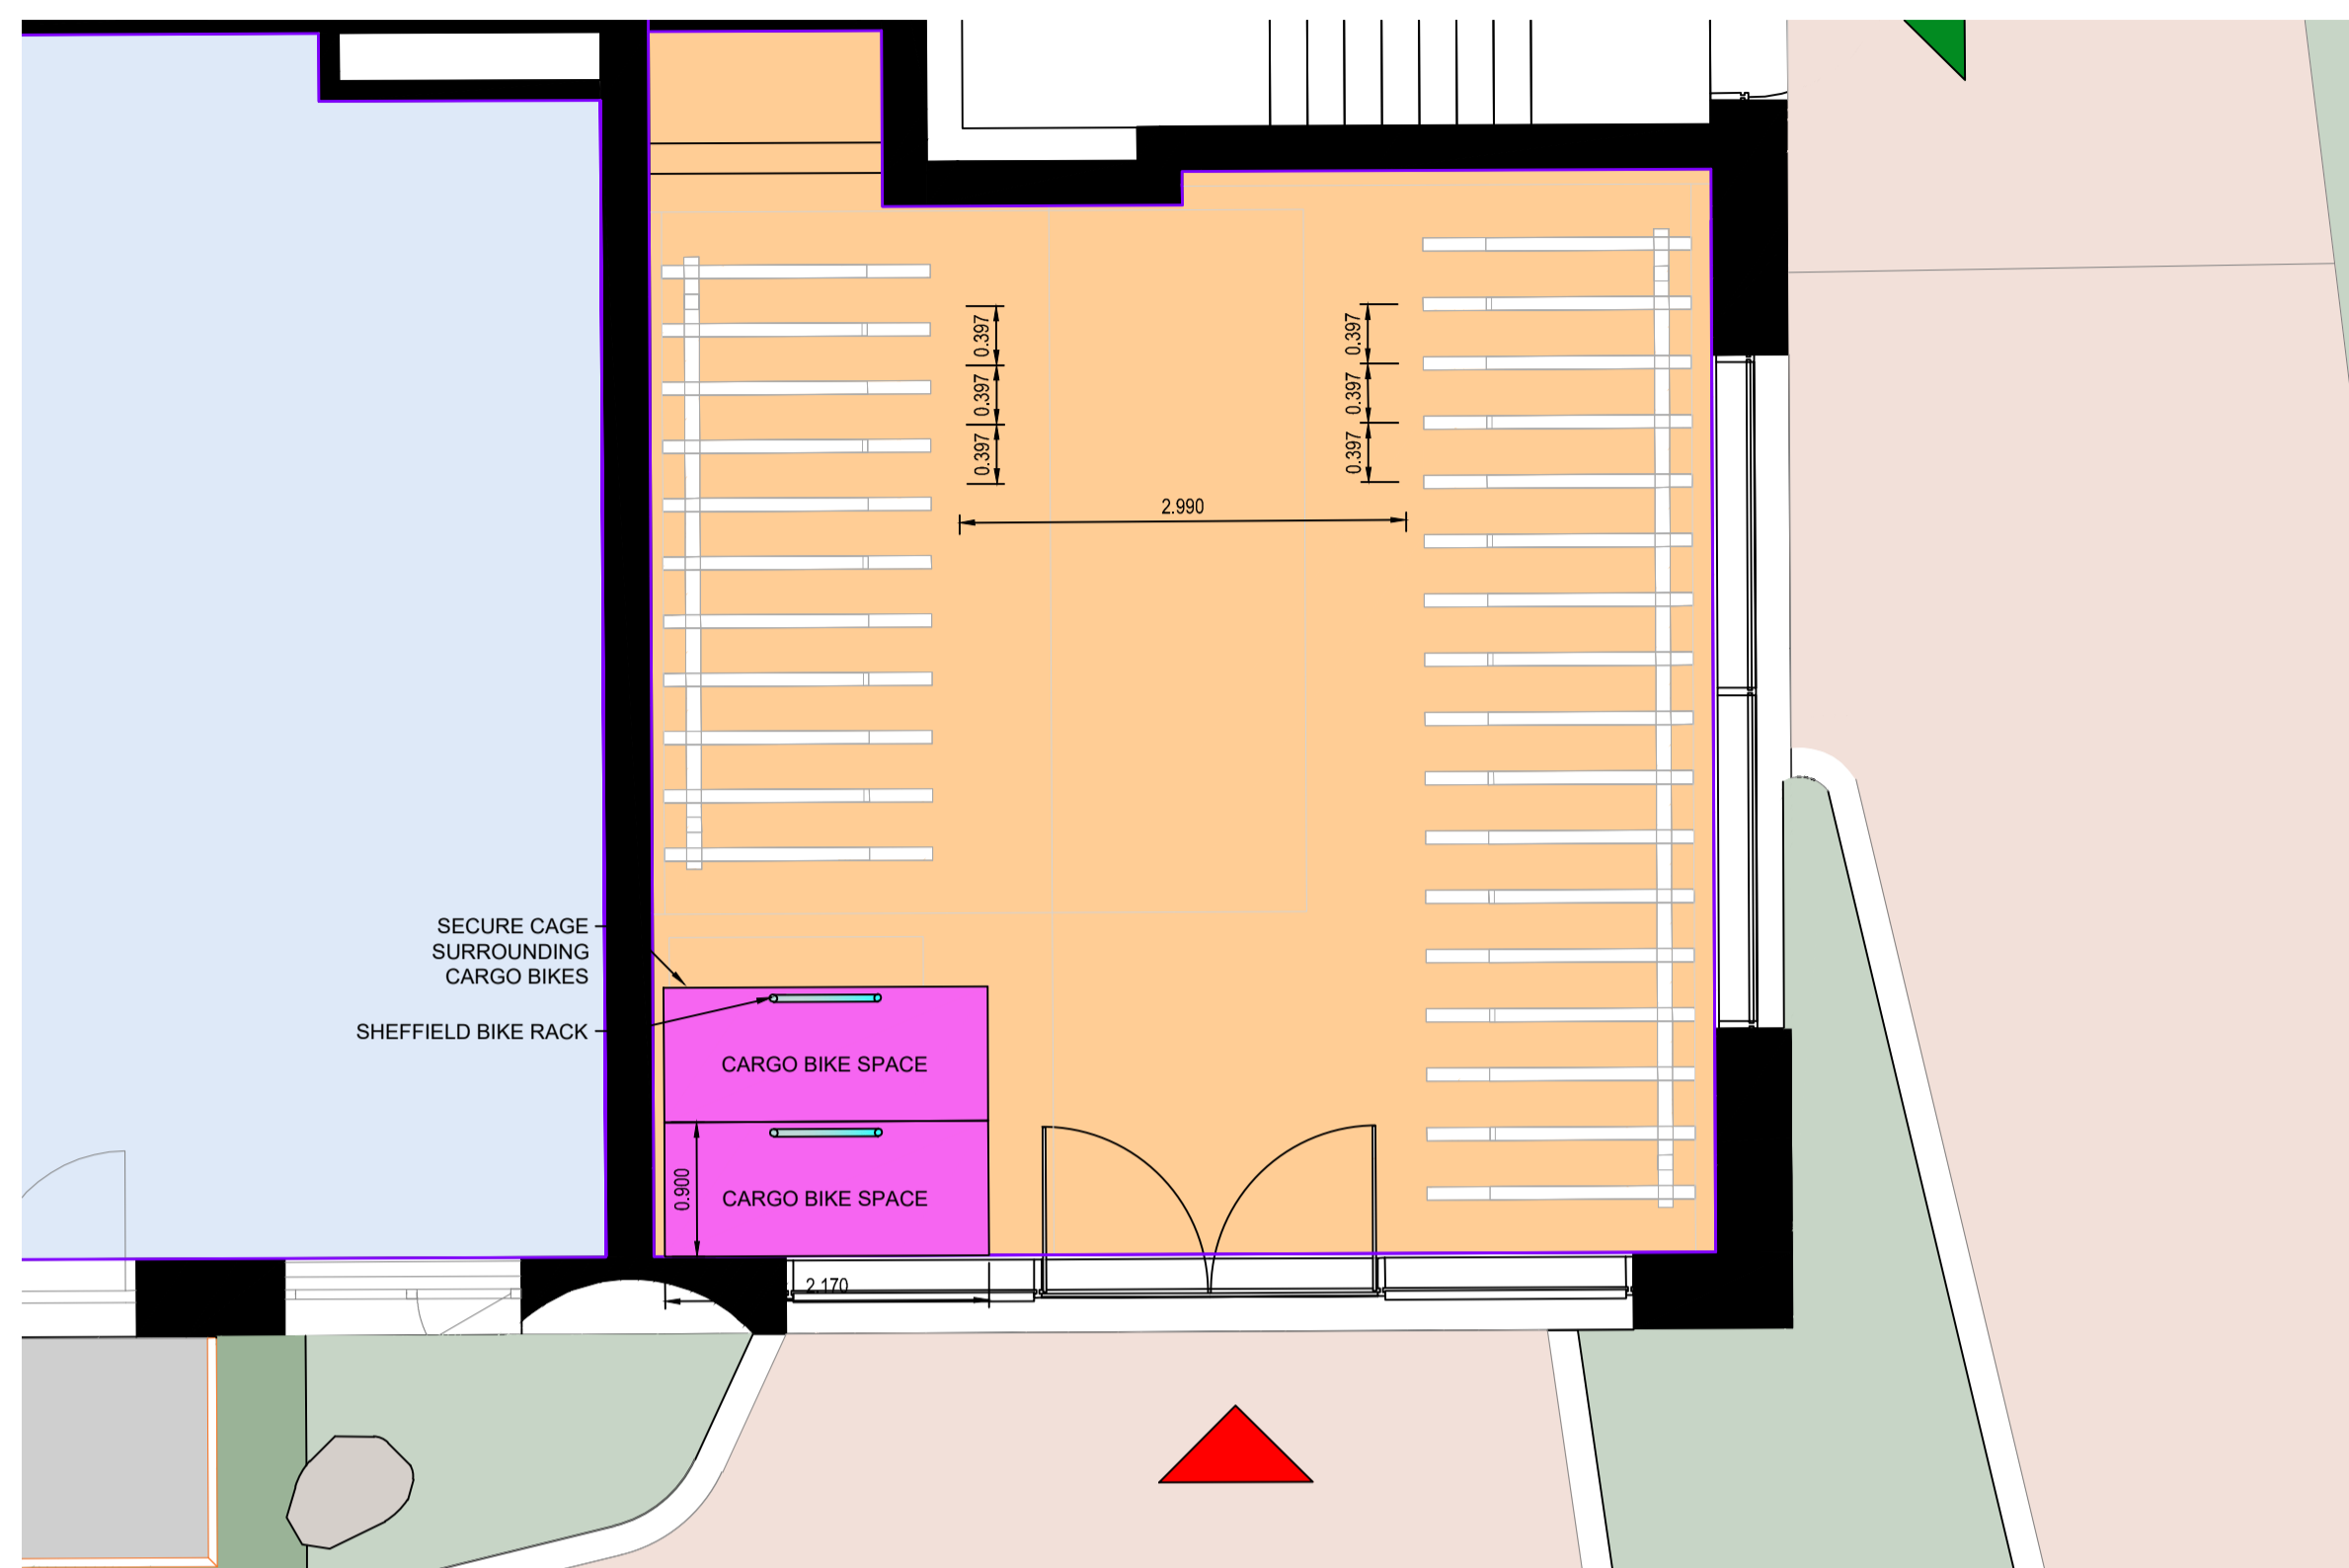 0.397
0.397
0.397
0.397
0.397
0.397
2.990
SECURE CAGE
SURROUNDING
CARGO BIKES
SHEFFIELD BIKE RACK
CARGO BIKE SPACE
CARGO BIKE SPACE
0.900
2.170